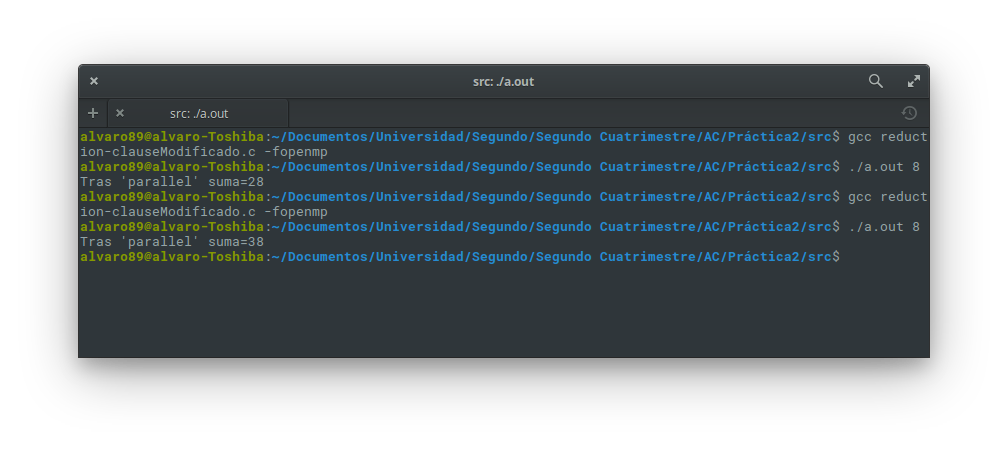 src: ./a.out
src: ./a.out
alvaro89@alvaro-Toshiba:~/Documentos/Universidad/Segundo/Segundo Cuatrimestre/AC/Práctica2/src$ gcc reduct
ion-clauseModificado.c -fopenmp
alvaro89@alvaro-Toshiba:~/Documentos/Universidad/Segundo/Segundo Cuatrimestre/AC/Práctica2/src$ ./a.out 8
Tras 'parallel' suma=28
alvaro89@alvaro-Toshiba:~/Documentos/Universidad/Segundo/Segundo Cuatrimestre/AC/Práctica2/src$ gcc reduct
ion-clauseModificado.c -fopenmp
alvaro89@alvaro-Toshiba:~/Documentos/Universidad/Segundo/Segundo Cuatrimestre/AC/Práctica2/src$ ./a.out 8
Tras 'parallel' suma=38
alvaro89@alvaro-Toshiba:~/Documentos/Universidad/Segundo/Segundo Cuatrimestre/AC/Práctica2/src$